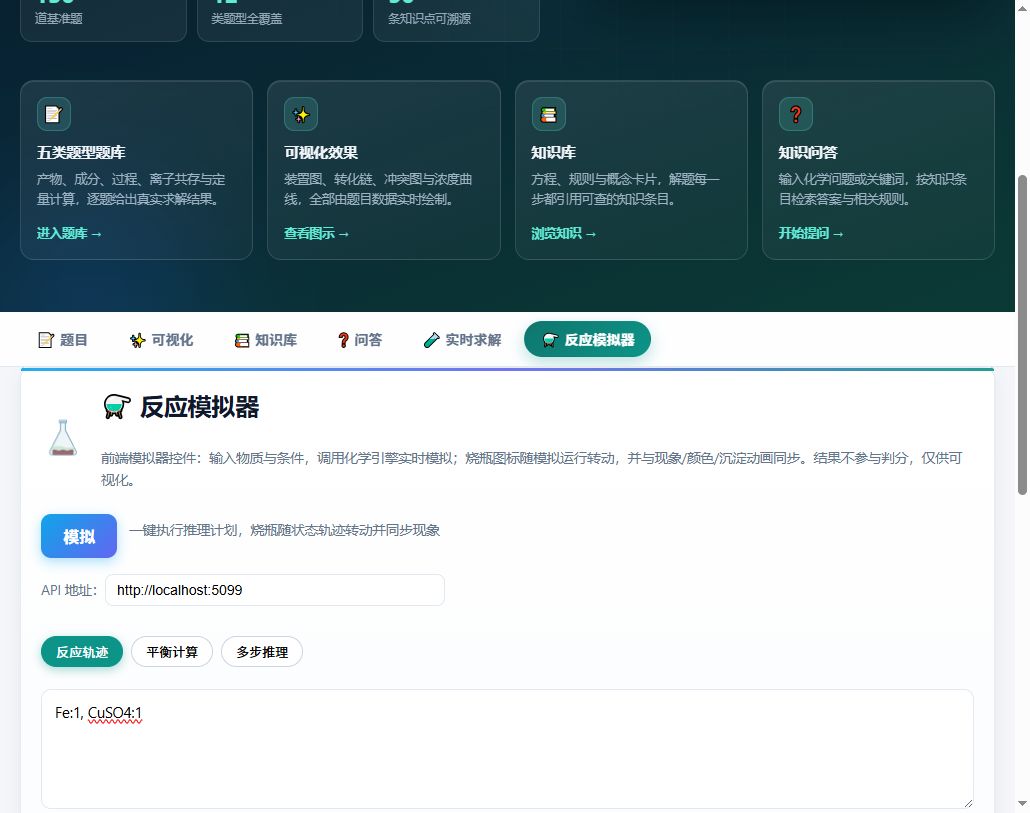 道基准题
类题型全覆盖
条知识点可溯源
五类题型题库
产物、成分、过程、离子共存与定
量计算，逐题给出真实求解结果。
进入题库 →
可视化效果
装置图、转化链、冲突图与浓度曲
线，全部由题目数据实时绘制。
查看图示 →
知识库
方程、规则与概念卡片，解题每一
步都引用可查的知识条目。
浏览知识 →
知识问答
输入化学问题或关键词，按知识条
目检索答案与相关规则。
开始提问 →
题目 可视化 知识库 问答 实时求解 反应模拟器
反应模拟器
前端模拟器控件：输入物质与条件，调用化学引擎实时模拟；烧瓶图标随模拟运行转动，并与现象/颜色/沉淀动画同步。结果不参与判分，仅供可
视化。
模拟 一键执行推理计划，烧瓶随状态轨迹转动并同步现象
API 地址： http://localhost:5099
反应轨迹 平衡计算 多步推理
Fe:1, CuSO4:1